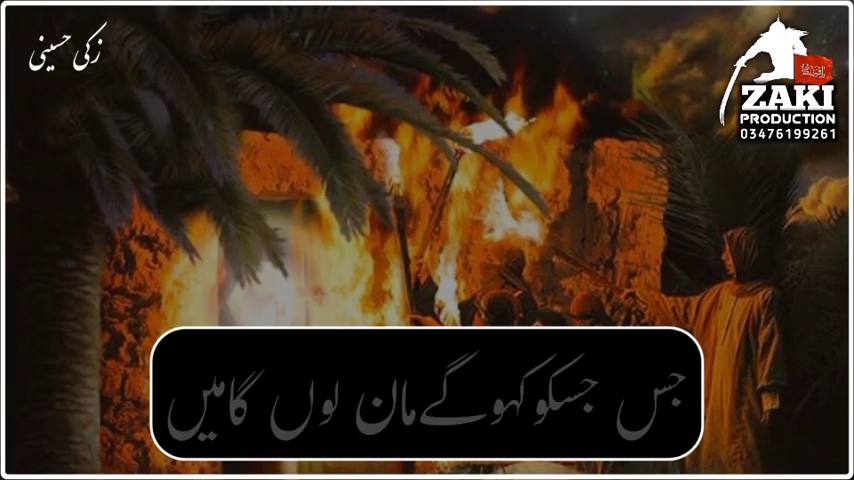 زکی حسینی
ZAKI
PRODUCTION
03476199261
جس جسکو کہو گے مان لوں گا میں